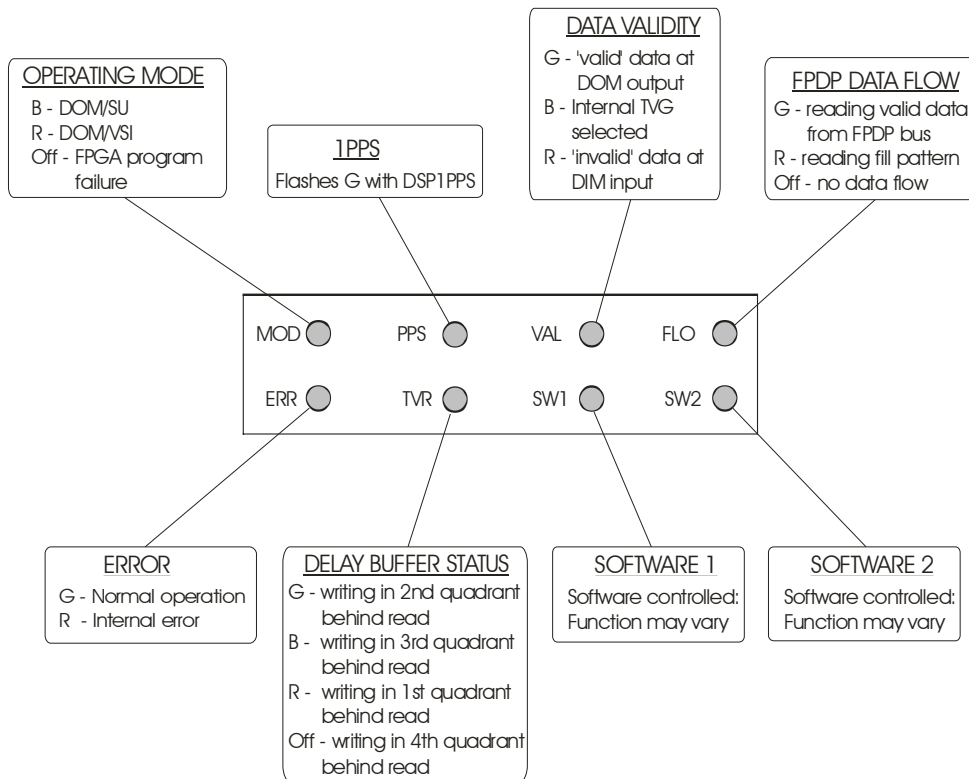 OPERATING MODE
B - DOM/SU
R - DOM/VSI
Off - FPGA program
failure
1PPS
Flashes G with DSP1PPS
DATA VALIDITY
G - 'valid' data at
DOM output
B - Internal TVG
selected
R - 'invalid' data at
DIM input
FPDP DATA FLOW
G - reading valid data
from FPDP bus
R - reading fill pattern
Off - no data flow
MOD
PPS
VAL
FLO
ERR
TVR
SW1
SW2
ERROR
G - Normal operation
R - Internal error
DELAY BUFFER STATUS
G - writing in 2nd quadrant
behind read
B - writing in 3rd quadrant
behind read
R - writing in 1st quadrant
behind read
Off - writing in 4th quadrant
behind read
SOFTWARE 1
Software controlled:
Function may vary
SOFTWARE 2
Software controlled:
Function may vary